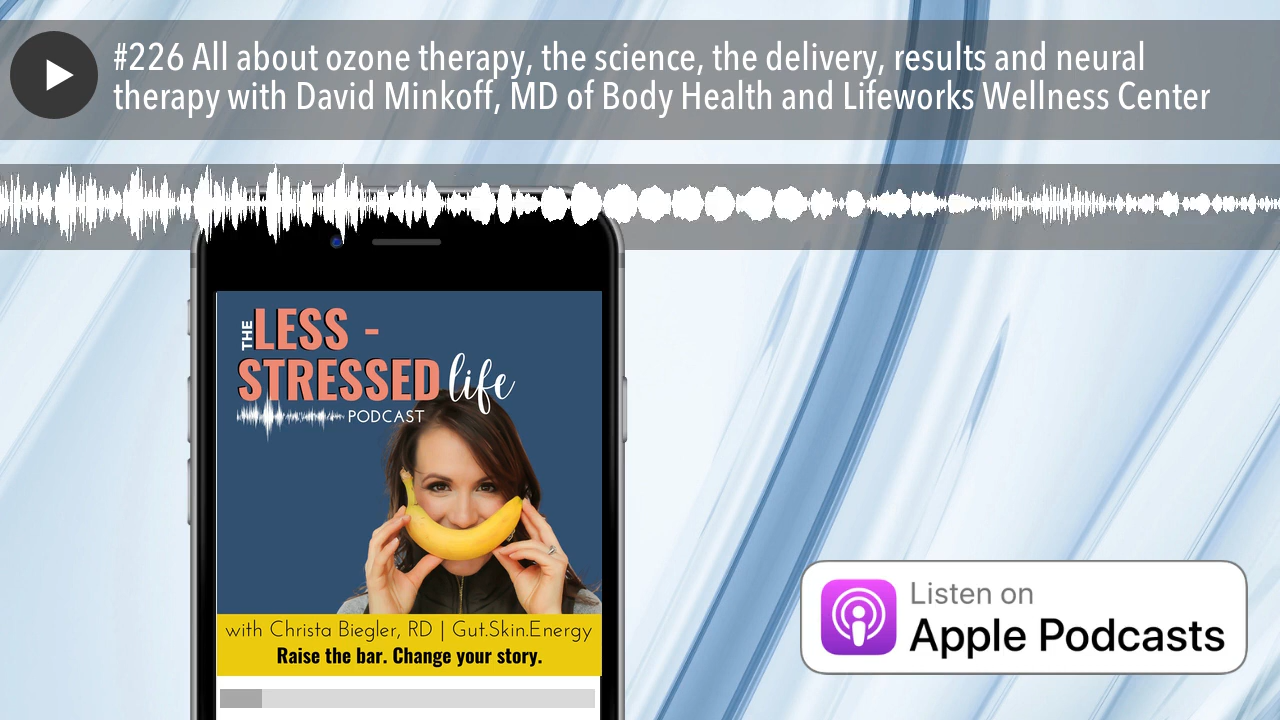 #226 All about ozone therapy, the science, the delivery, results and neural
therapy with David Minkoff, MD of Body Health and Lifeworks Wellness Center
THE LESS -
STRESSED life
PODCAST
with Christa Biegler, RD | Gut.Skin.Energy
Raise the bar. Change your story.
Listen on
Apple Podcasts